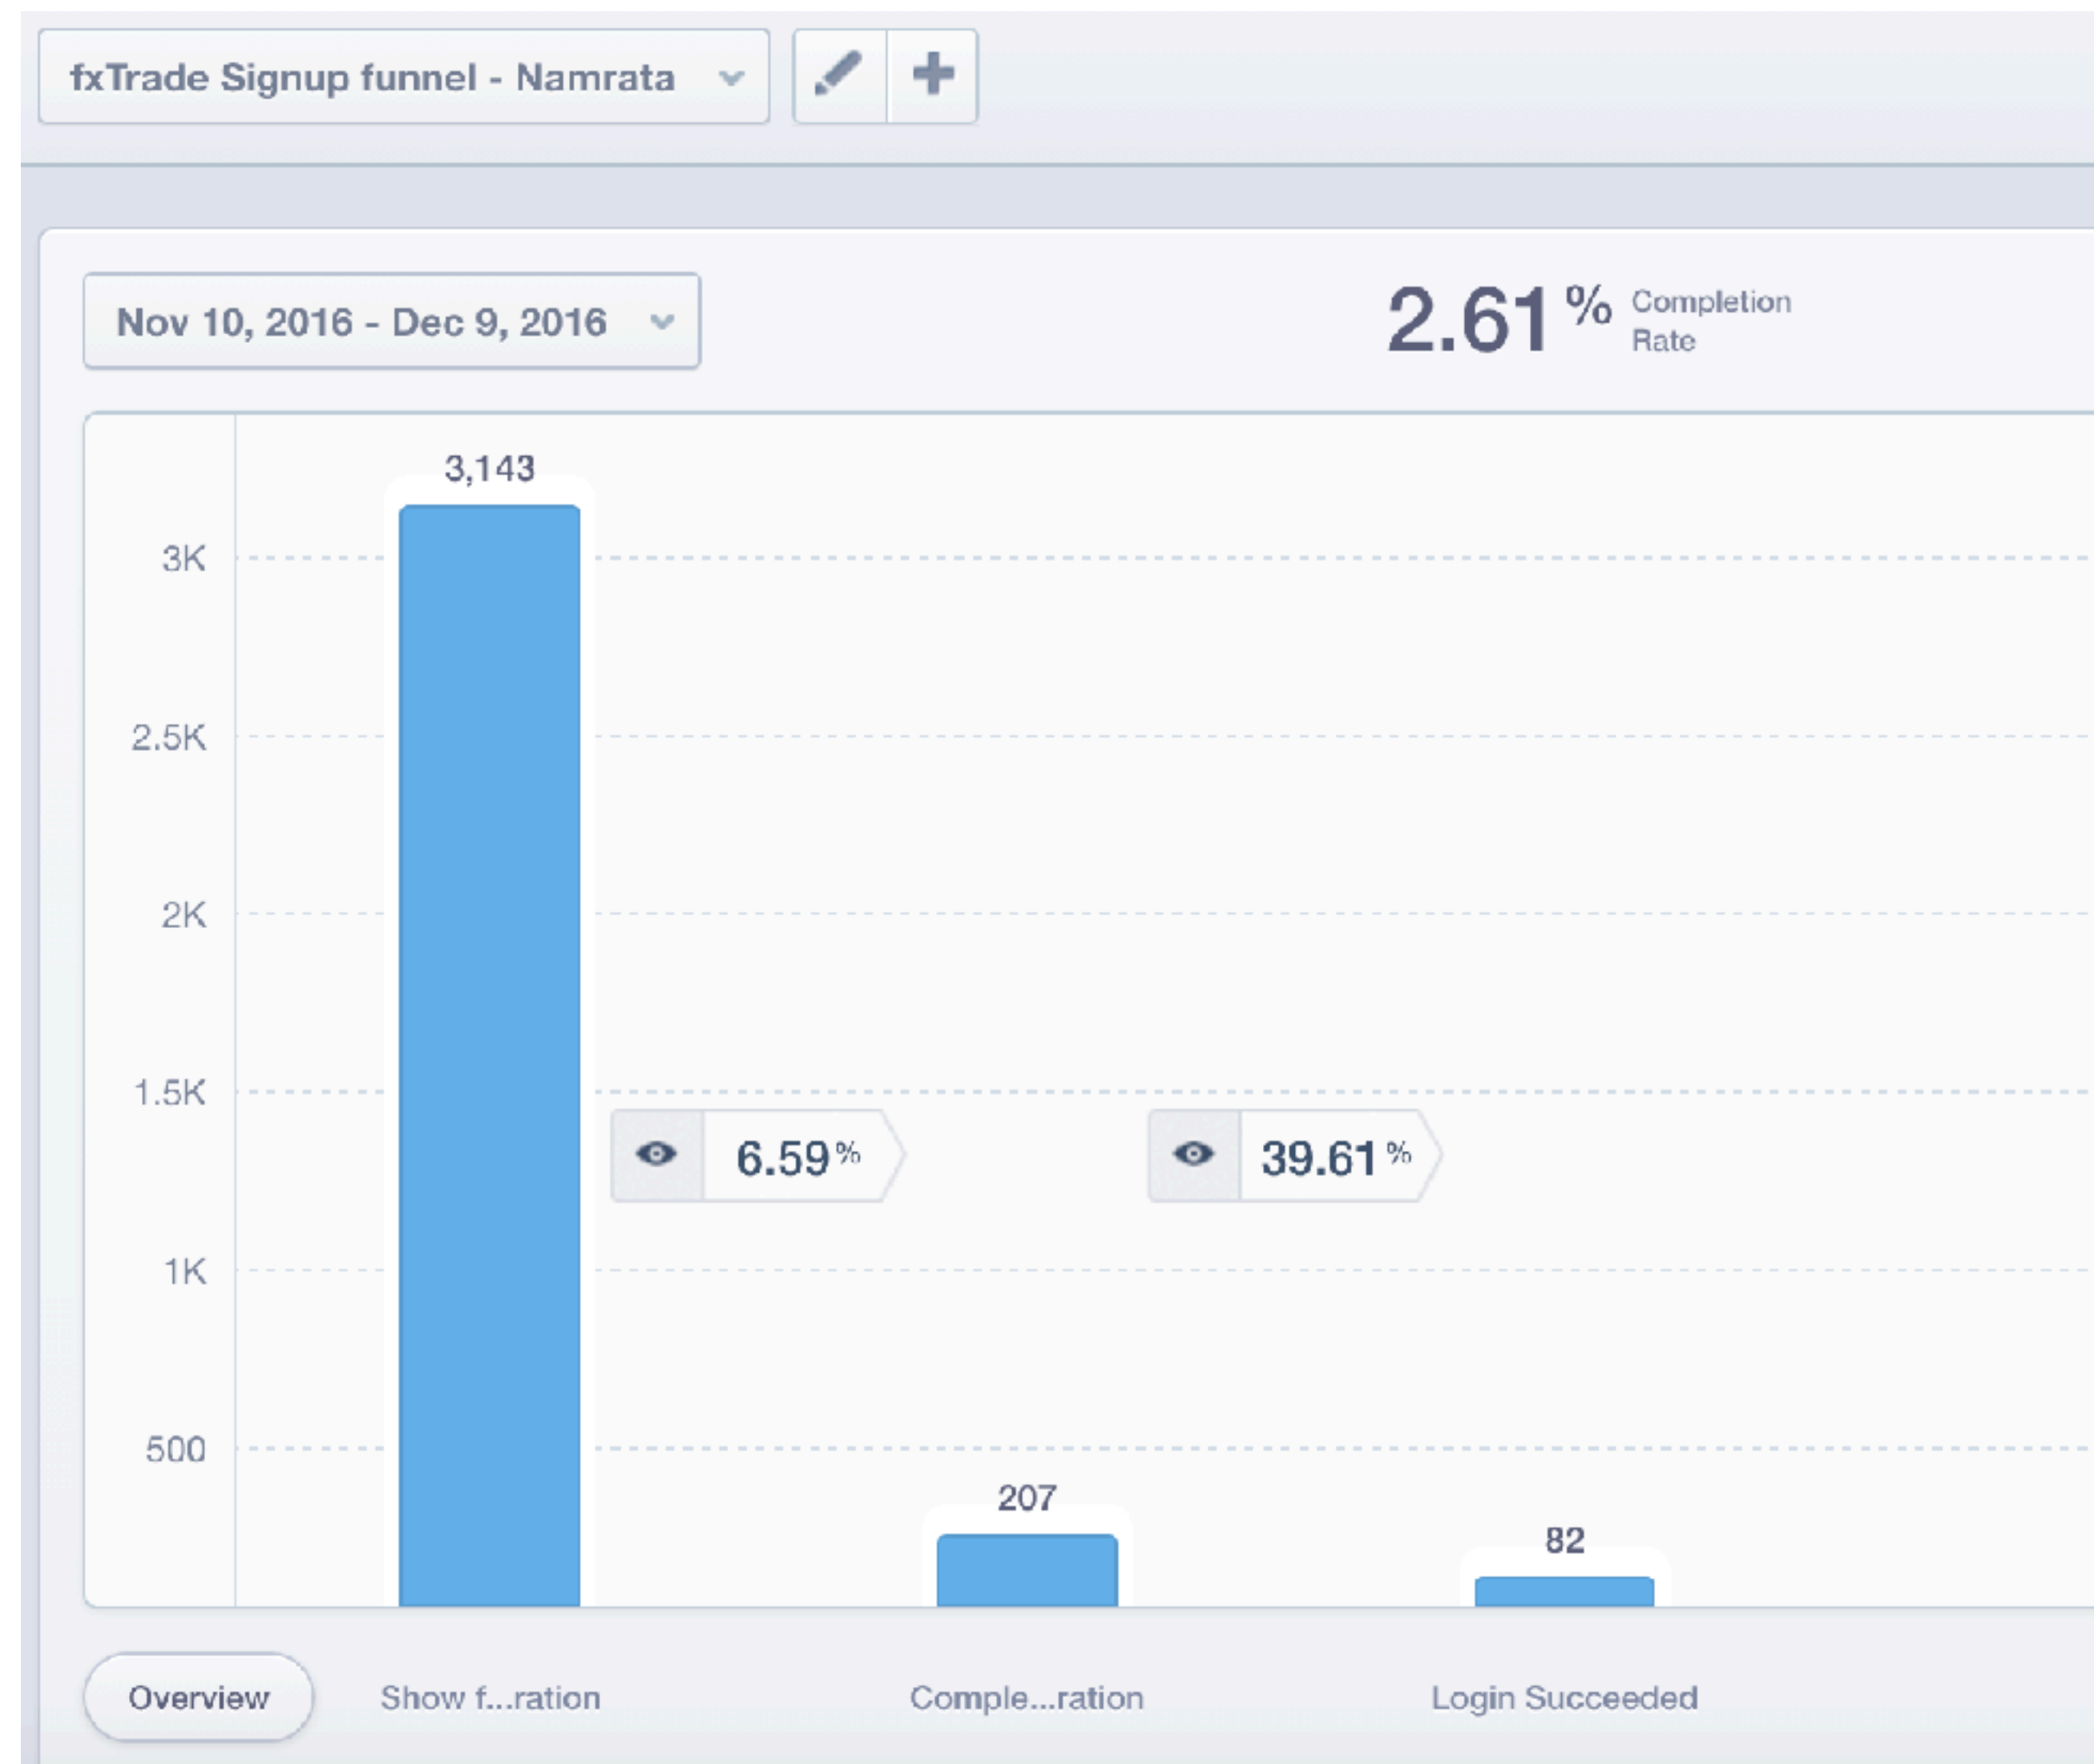 fxTrade Signup funnel - Namrata
Nov 10, 2016 - Dec 9, 2016
2.61% Completion
Rate
3,143
3K
2.5K
2K
1.5K
6.59%
39.61%
1K
500
207
82
Overview
Show f...ration
Comple...ration
Login Succeeded